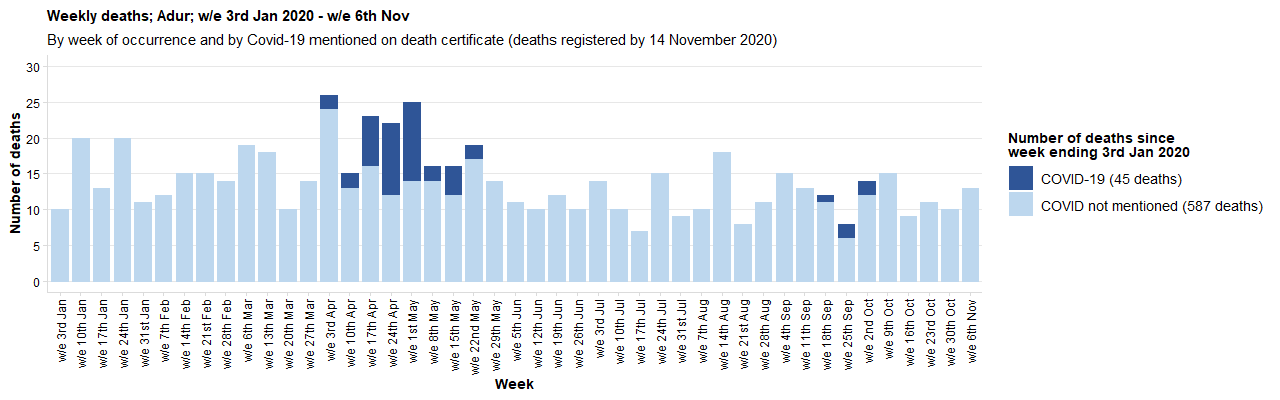 Weekly deaths; Adur; w/e 3rd Jan 2020 - w/e 6th Nov
By week of occurrence and by Covid-19 mentioned on death certificate (deaths registered by 14 November 2020)
Number of deaths
30
25
20
15
10
5
0
w/e 3rd Jan
w/e 10th Jan
w/e 17th Jan
w/e 24th Jan
w/e 31st Jan
w/e 7th Feb
w/e 14th Feb
w/e 21st Feb
w/e 28th Feb
w/e 6th Mar
w/e 13th Mar
w/e 20th Mar
w/e 27th Mar
w/e 3rd Apr
w/e 10th Apr
w/e 17th Apr
w/e 24th Apr
w/e 1st May
w/e 8th May
w/e 15th May
w/e 22nd May
w/e 29th May
w/e 5th Jun
w/e 12th Jun
w/e 19th Jun
w/e 26th Jun
w/e 3rd Jul
w/e 10th Jul
w/e 17th Jul
w/e 24th Jul
w/e 31st Jul
w/e 7th Aug
w/e 14th Aug
w/e 21st Aug
w/e 28th Aug
w/e 4th Sep
w/e 11th Sep
w/e 18th Sep
w/e 25th Sep
w/e 2nd Oct
w/e 9th Oct
w/e 16th Oct
w/e 23rd Oct
w/e 30th Oct
w/e 6th Nov
Week
Number of deaths since
week ending 3rd Jan 2020
COVID-19 (45 deaths)
COVID not mentioned (587 deaths)